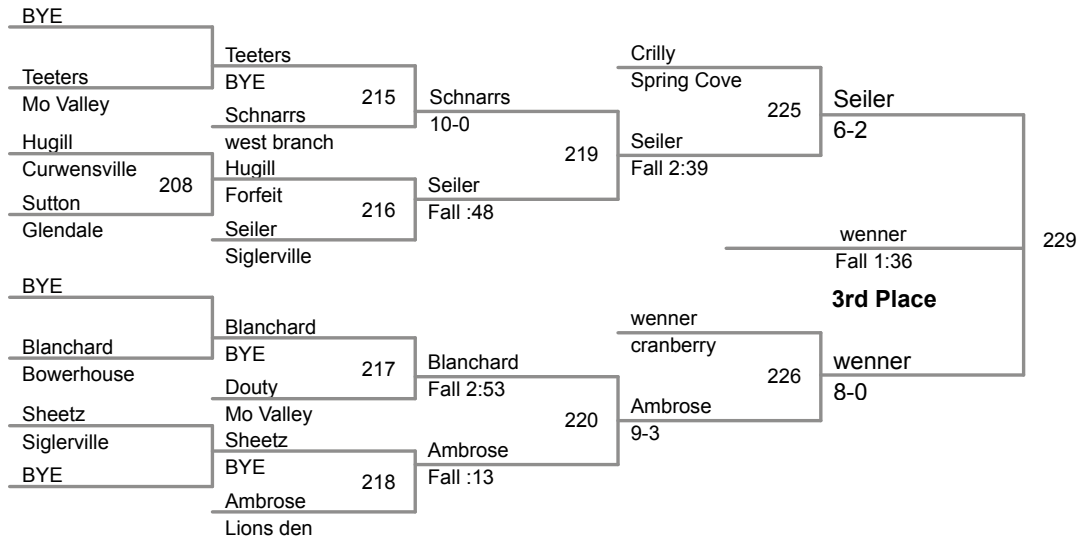 BYE
Teeters
Mo Valley
Hugill
Curwensville
208
Sutton
Glendale
BYE
Blanchard
Bowerhouse
Sheetz
Siglerville
BYE
Teeters
BYE
215
Schnarrs
west branch
Hugill
Forfeit
216
Seiler
Siglerville
Blanchard
BYE
217
Douty
Mo Valley
Sheetz
BYE
218
Ambrose
Lions den
Schnarrs
10-0
219
Seiler
Fall :48
Blanchard
Fall 2:53
220
Ambrose
Fall :13
Crilly
Spring Cove
225
Seiler
Fall 2:39
wenner
cranberry
226
Ambrose
9-3
Seiler
6-2
wenner
Fall 1:36
229
3rd Place
wenner
8-0